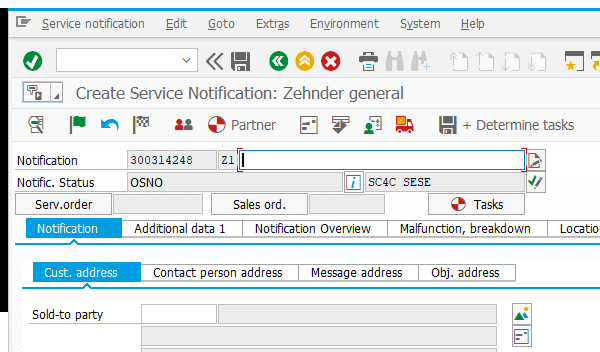 Service notification Edit Goto Extras Environment System Help
Create Service Notification: Zehnder general
Partner + Determine tasks
Notification 300314248 Z1
Notific. Status OSNO SC4C SESE
Serv.order Sales ord. Tasks
Notification Additional data 1 Notification Overview Malfunction, breakdown Locatio
Cust. address Contact person address Message address Obj. address
Sold-to party